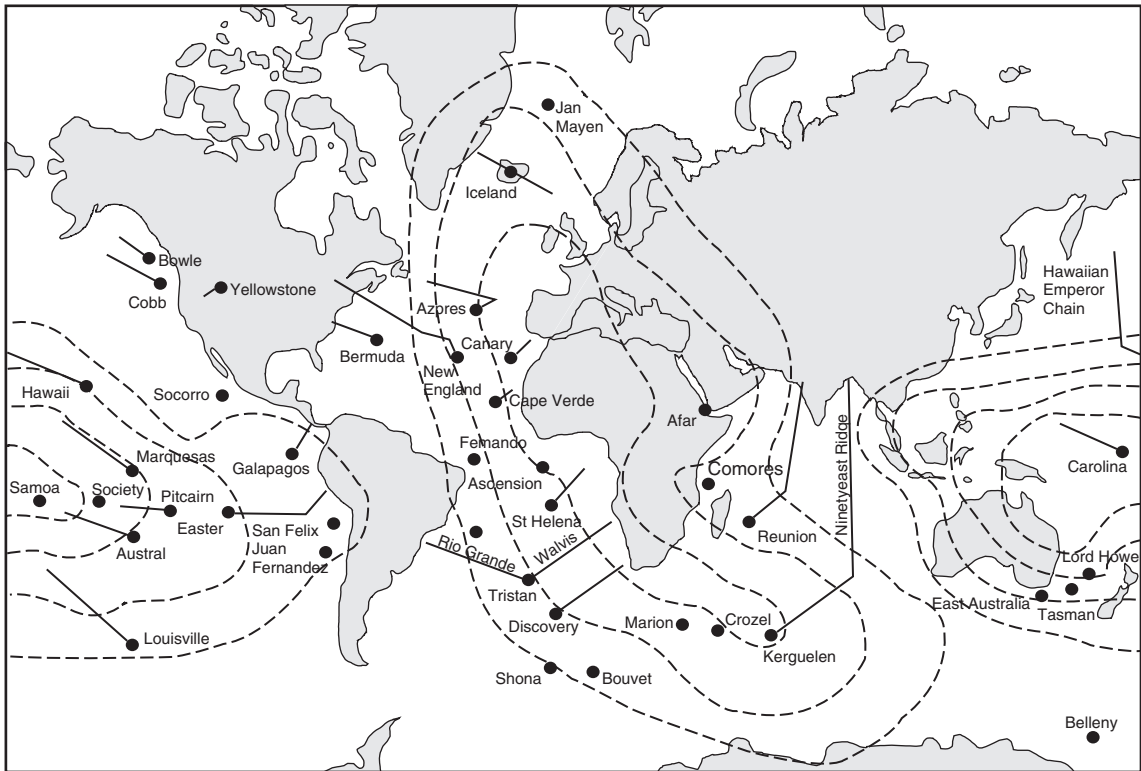 Jan
Mayen
Iceland
Bowle
Cobb
Yellowstone
Azpres
Bermuda
Canary
New
England
Hawaiian
Emperor
Chain
Hawaii
Socorro
Cape Verde
Afar
Fernando
Ascension
Marquesas
Galapagos
Comores
Carolina
Samoa
Society
Pitcairn
Easter
San Felix
Juan
Fernandez
St Helena
Reunion
Ninetyeast Ridge
Austral
Rio Grande
Walvis
Tristan
Lord Howe
East Australia
Tasman
Discovery
Marion
Crozel
Kerguelen
Louisville
Shona
Bouvet
Belleny